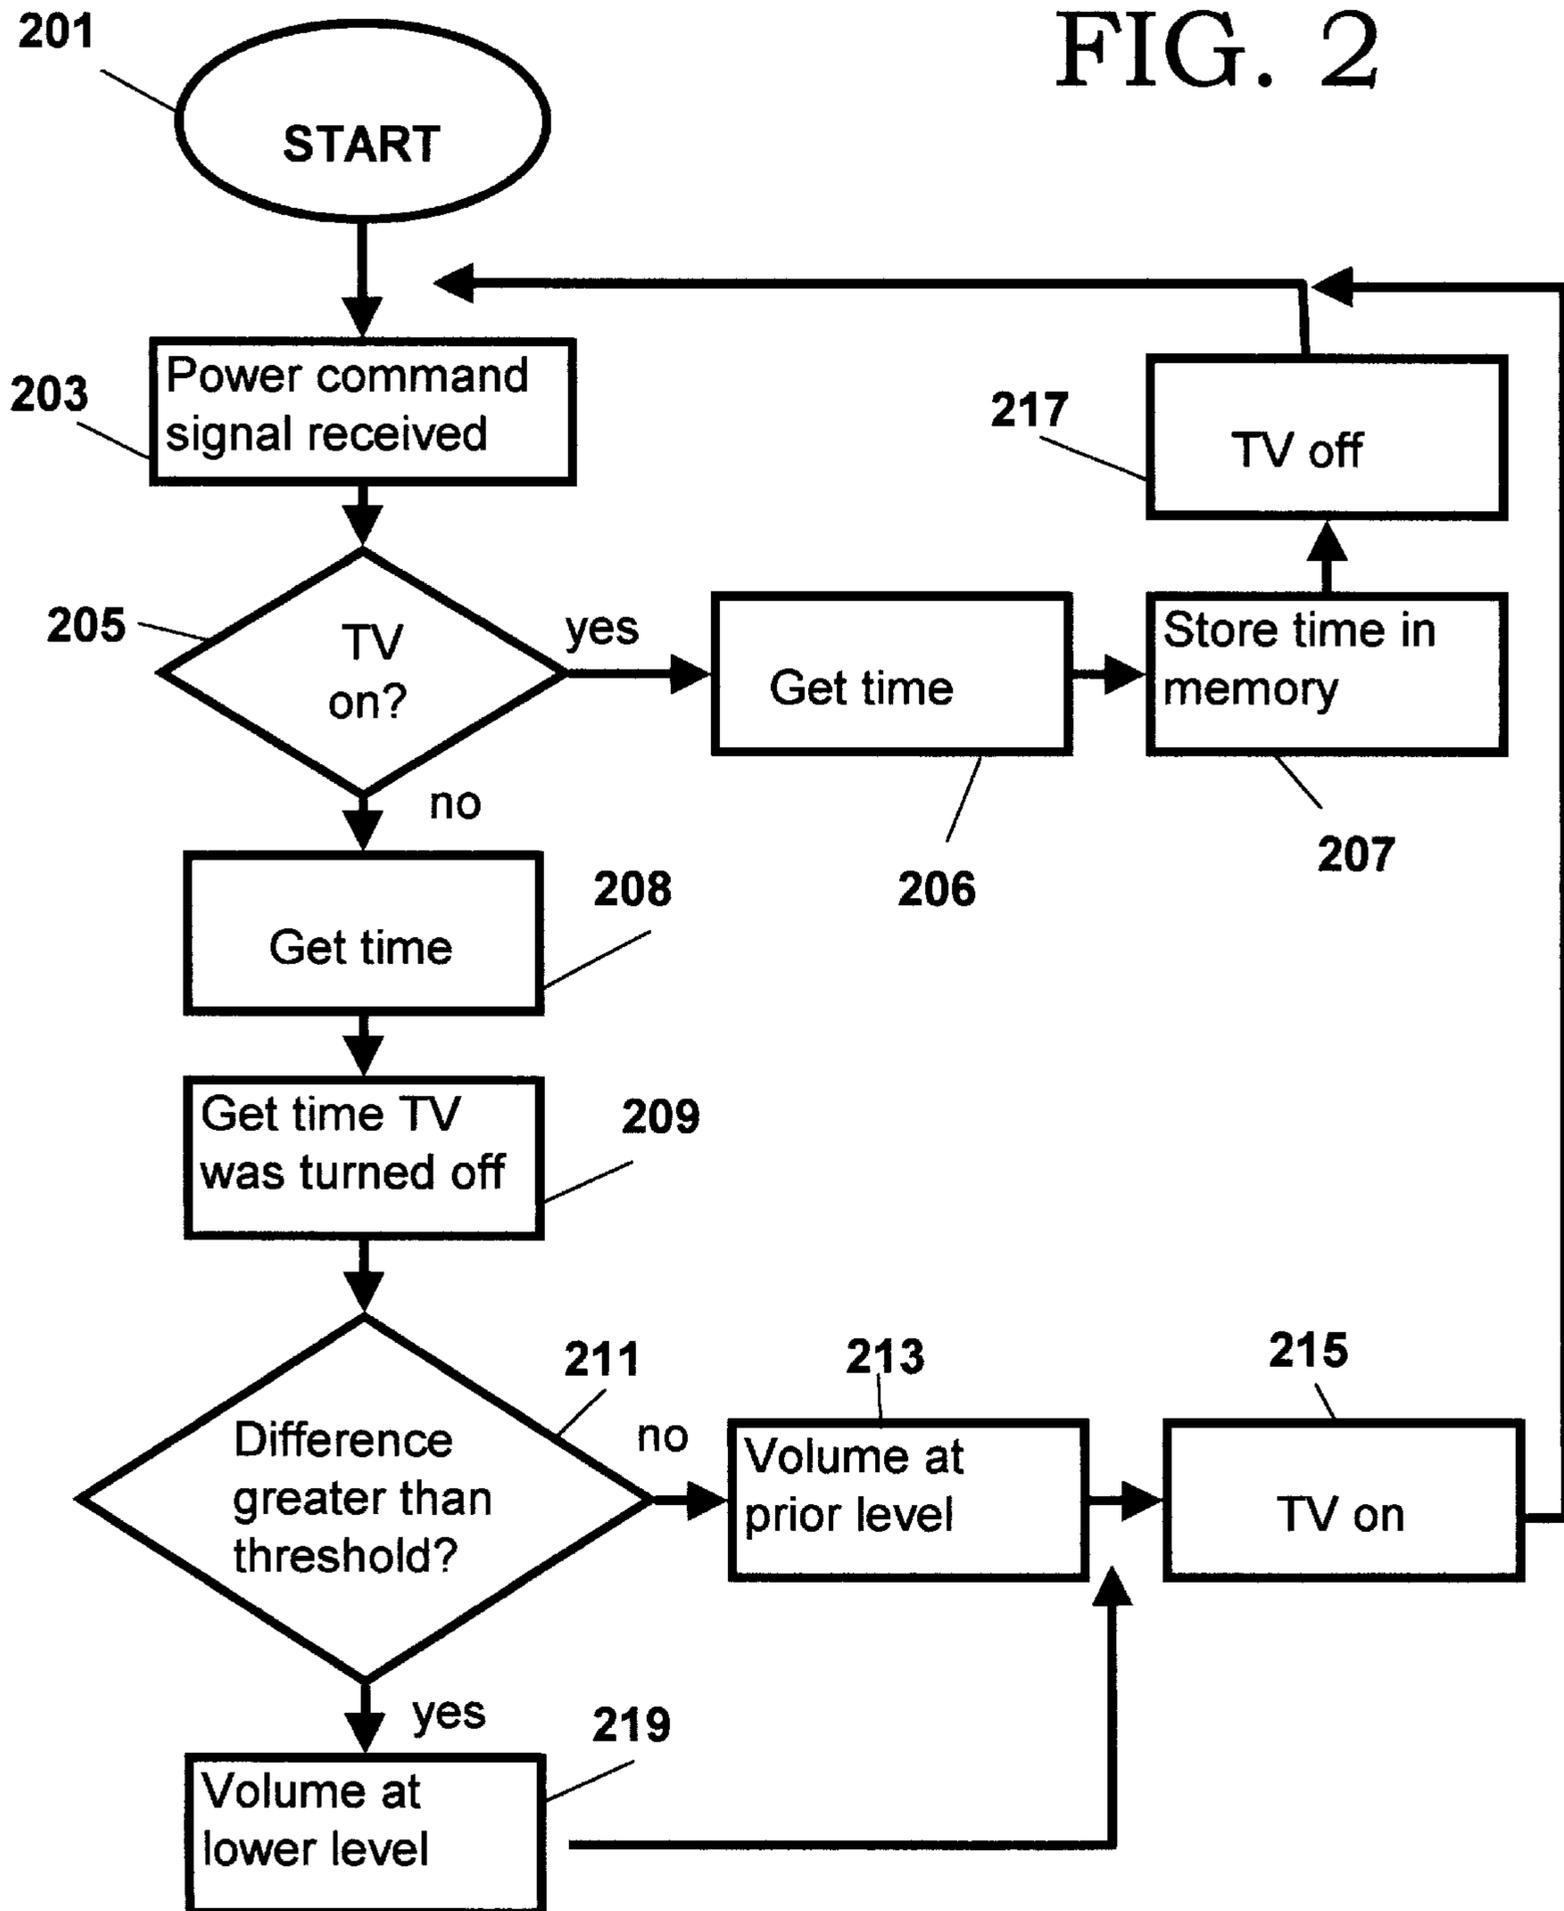 FIG. 2
201
START
203
Power command
signal received
217
TV off
205
TV
on?
yes
Get time
Store time in
memory
no
206
207
208
Get time
209
Get time TV
was turned off
211
213
215
Difference
greater than
threshold?
no
Volume at
prior level
TV on
yes
219
Volume at
lower level